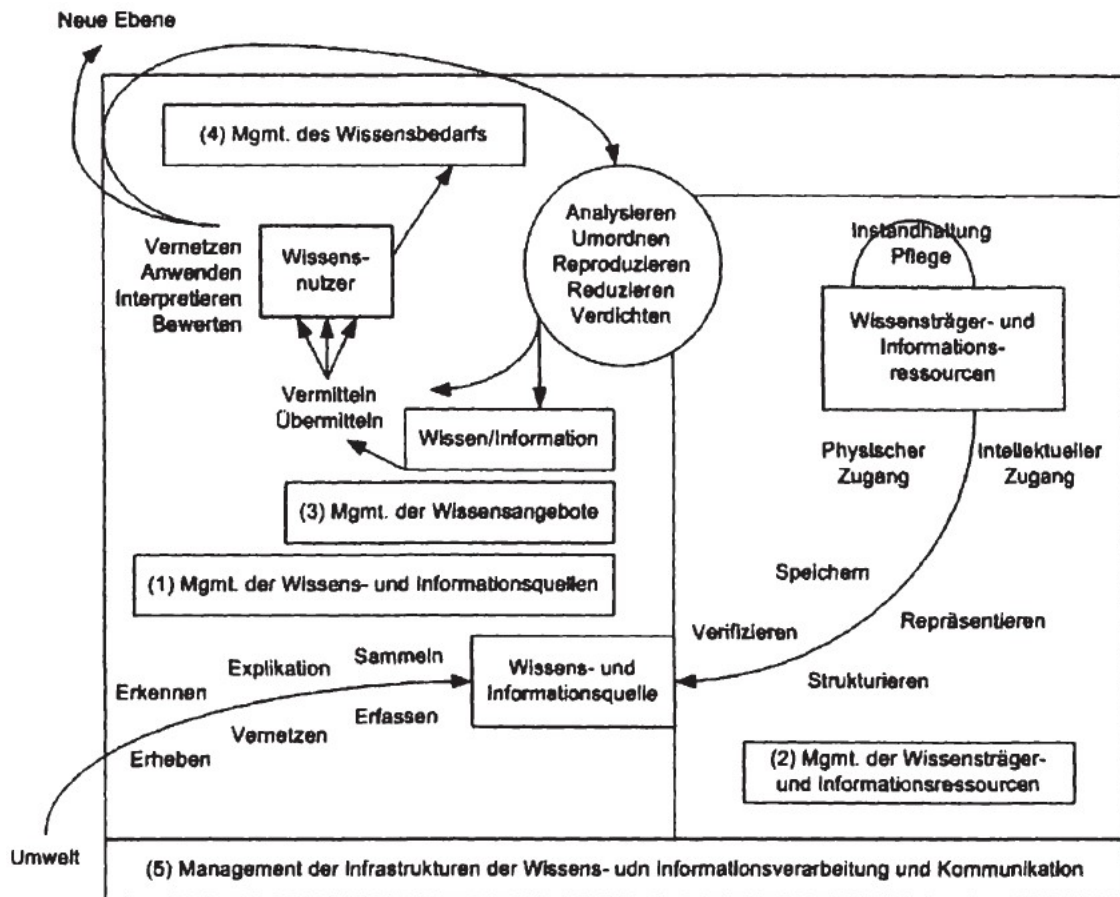 Neue Ebene
(4) Mgmt. des Wissensbedarfs
Vernetzen
Anwenden
Interpretieren
Bewerten
Wissens-
nutzer
Analysieren
Umordnen
Reproduzieren
Reduzieren
Verdichten
Instandhaltung
Pflege
Wissensträger- und
Informations-
ressourcen
Vermitteln
Übermitteln
Wissen/Information
Physischer
Zugang
Intellektueller
Zugang
(3) Mgmt. der Wissensangebote
(1) Mgmt. der Wissens- und Informationsquellen
Speichern
Verifizieren
Repräsentieren
Strukturieren
Erkennen
Explikation
Sammeln
Wissens- und
Informationsquelle
Erheben
Vernetzen
Erfassen
(2) Mgmt. der Wissensträger-
und Informationsressourcen
Umwelt
(5) Management der Infrastrukturen der Wissens- udn Informationsverarbeitung und Kommunikation